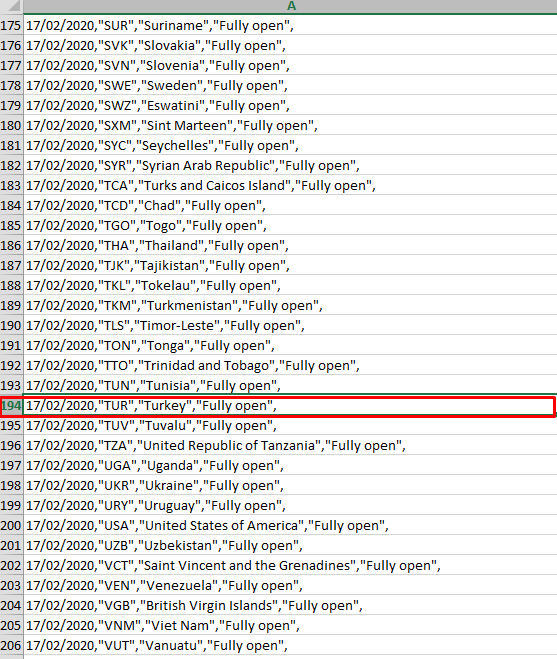 A
175 17/02/2020,"SUR","Suriname","Fully open",
176 17/02/2020,"SVK","Slovakia","Fully open",
177 17/02/2020,"SVN","Slovenia","Fully open",
178 17/02/2020,"SWE","Sweden","Fully open",
179 17/02/2020,"SWZ","Eswatini","Fully open",
180 17/02/2020,"SXM","Sint Marteen","Fully open",
181 17/02/2020,"SYC","Seychelles","Fully open",
182 17/02/2020,"SYR","Syrian Arab Republic","Fully open",
183 17/02/2020,"TCA","Turks and Caicos Island","Fully open",
184 17/02/2020,"TCD","Chad","Fully open",
185 17/02/2020,"TGO","Togo","Fully open",
186 17/02/2020,"THA","Thailand","Fully open",
187 17/02/2020,"TJK","Tajikistan","Fully open",
188 17/02/2020,"TKL","Tokelau","Fully open",
189 17/02/2020,"TKM","Turkmenistan","Fully open",
190 17/02/2020,"TLS","Timor-Leste","Fully open",
191 17/02/2020,"TON","Tonga","Fully open",
192 17/02/2020,"TTO","Trinidad and Tobago","Fully open",
193 17/02/2020,"TUN","Tunisia","Fully open",
194 17/02/2020,"TUR","Turkey","Fully open",
195 17/02/2020,"TUV","Tuvalu","Fully open",
196 17/02/2020,"TZA","United Republic of Tanzania","Fully open",
197 17/02/2020,"UGA","Uganda","Fully open",
198 17/02/2020,"UKR","Ukraine","Fully open",
199 17/02/2020,"URY","Uruguay","Fully open",
200 17/02/2020,"USA","United States of America","Fully open",
201 17/02/2020,"UZB","Uzbekistan","Fully open",
202 17/02/2020,"VCT","Saint Vincent and the Grenadines","Fully open",
203 17/02/2020,"VEN","Venezuela","Fully open",
204 17/02/2020,"VGB","British Virgin Islands","Fully open",
205 17/02/2020,"VNM","Viet Nam","Fully open",
206 17/02/2020,"VUT","Vanuatu","Fully open",